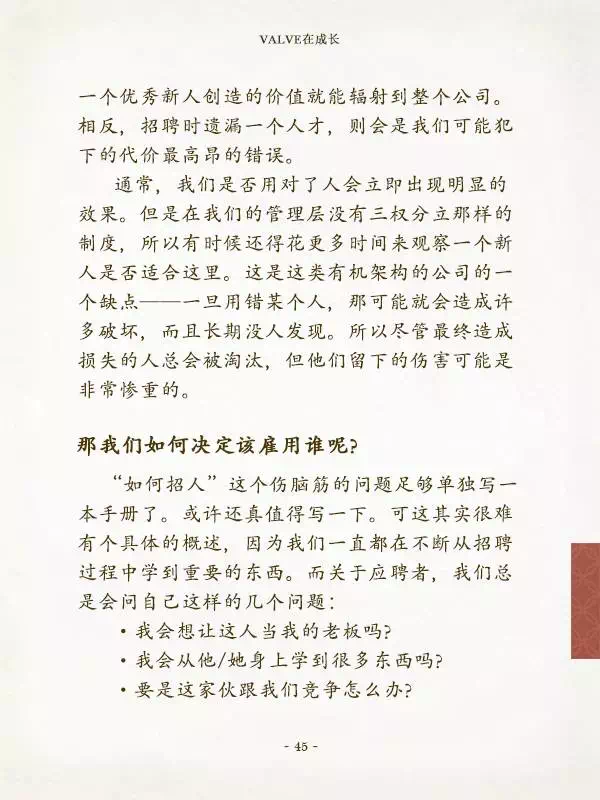 VALVE在成长
一个优秀新人创造的价值就能辐射到整个公司。
相反，招聘时遗漏一个人才，则会是我们可能犯
下的代价最高昂的错误。
通常，我们是否用对了人会立即出现明显的
效果。但是在我们的管理层没有三权分立那样的
制度，所以有时候还得花更多时间来观察一个新
人是否适合这里。这是这类有机架构的公司的一
个缺点——一旦用错某个人，那可能就会造成许
多破坏，而且长期没人发现。所以尽管最终造成
损失的人总会被淘汰，但他们留下的伤害可能是
非常惨重的。
那我们如何决定该雇用谁呢?
“如何招人”这个伤脑筋的问题足够单独写一
本手册了。或许还真值得写一下。可这其实很难
有个具体的概述，因为我们一直都在不断从招聘
过程中学到重要的东西。而关于应聘者，我们总
是会问自己这样的几个问题：
• 我会想让这人当我的老板吗?
• 我会从他/她身上学到很多东西吗?
• 要是这家伙跟我们竞争怎么办?
- 45 -